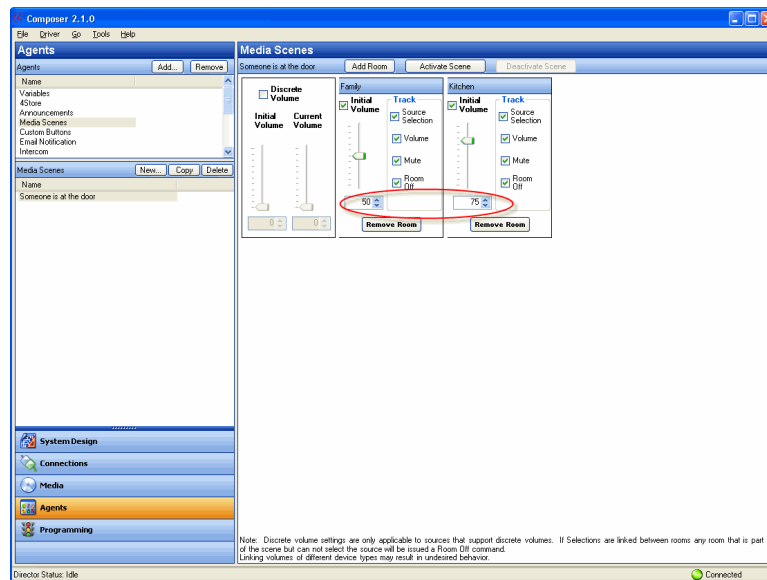 Composer 2.1.0
File Driver Go Tools Help
Agents
Agents Add... Remove
Name
Variables
4Store
Announcements
Media Scenes
Custom Buttons
Email Notification
Intercom
Media Scenes New... Copy Delete
Name
Someone is at the door
System Design
Connections
Media
Agents
Programming
Media Scenes
Someone is at the door Add Room Activate Scene Deactivate Scene
Discrete
Volume
Initial Current
Volume Volume
0 0
Family
Initial
Volume
Track
Source
Selection
Volume
Mute
Room
Off
50
Remove Room
Kitchen
Initial
Volume
Track
Source
Selection
Volume
Mute
Room
Off
75
Remove Room
Note: Discrete volume settings are only applicable to sources that support discrete volumes. If Selections are linked between rooms any room that is part
of the scene but can not select the source will be issued a Room Off command.
Linking volumes of different device types may result in undesired behavior.
Director Status: Idle Connected